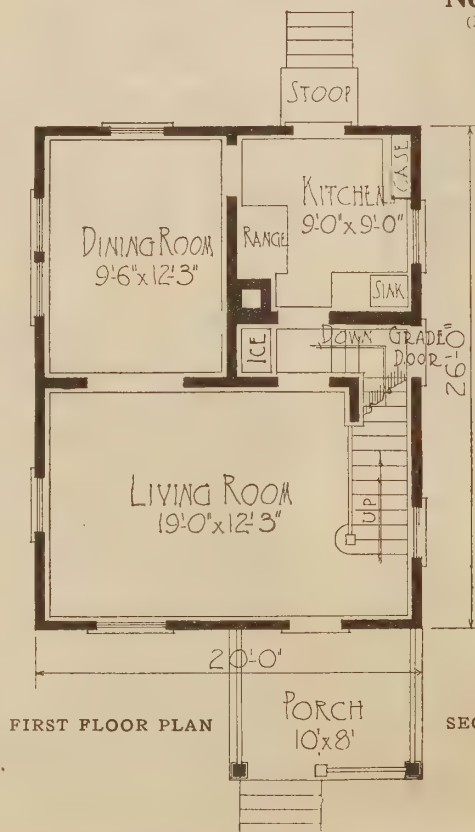 STOOP
KITCHEN
9'-0"x9'-0"
CASE
DINING ROOM
9'-6"x12'-3"
RANGE
SINK
ICE
DOWN
GRADE
DOOR
26'-0"
LIVING ROOM
19'-0"x12'-3"
UP
20'-0"
FIRST FLOOR PLAN
PORCH
10'x8'